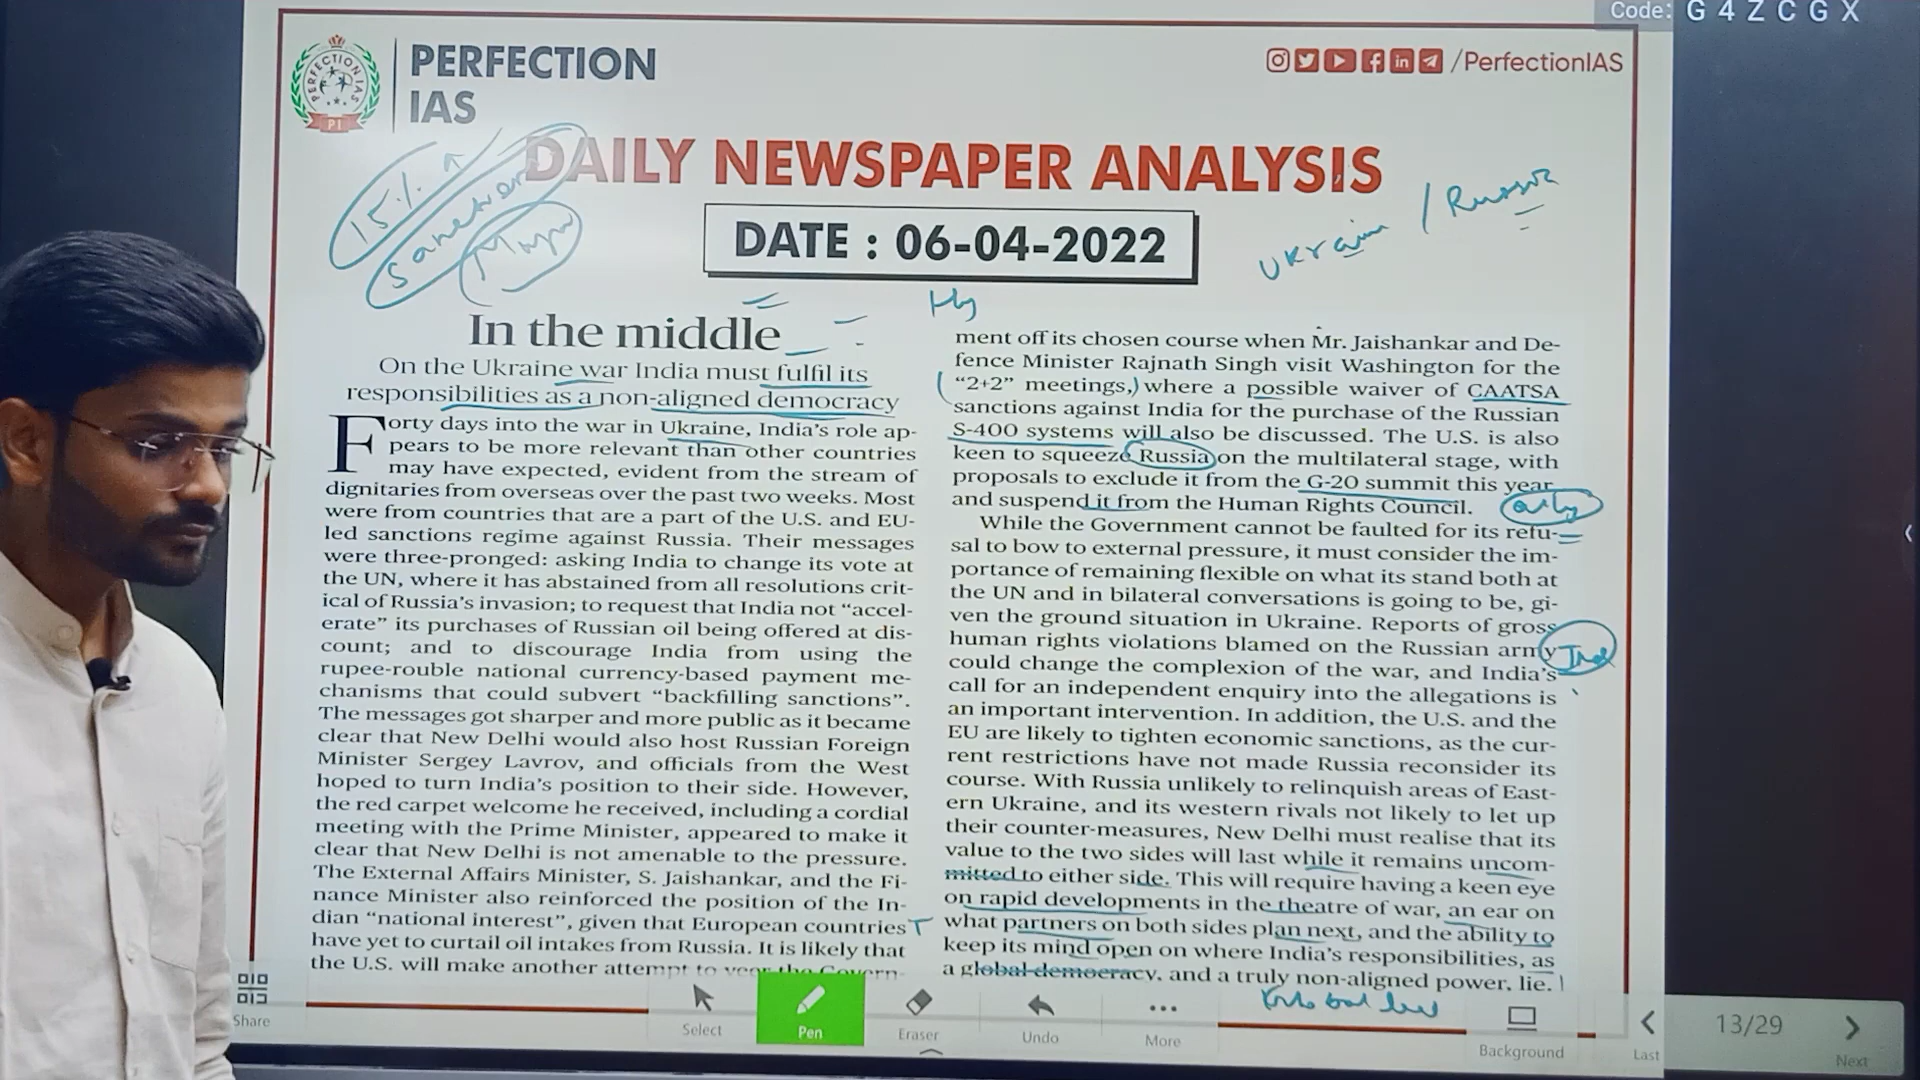 Code: G 4 Z C G X
PERFECTION IAS
PI
PERFECTION
IAS
/PerfectionIAS
DAILY NEWSPAPER ANALYSIS
DATE : 06-04-2022
15%
Ukrain / Russia
In the middle
On the Ukraine war India must fulfil its
responsibilities as a non-aligned democracy
Forty days into the war in Ukraine, India's role ap-
pears to be more relevant than other countries
may have expected, evident from the stream of
dignitaries from overseas over the past two weeks. Most
were from countries that are a part of the U.S. and EU-
led sanctions regime against Russia. Their messages
were three-pronged: asking India to change its vote at
the UN, where it has abstained from all resolutions crit-
ical of Russia's invasion; to request that India not "accel-
erate" its purchases of Russian oil being offered at dis-
count; and to discourage India from using the
rupee-rouble national currency-based payment me-
chanisms that could subvert "backfilling sanctions".
The messages got sharper and more public as it became
clear that New Delhi would also host Russian Foreign
Minister Sergey Lavrov, and officials from the West
hoped to turn India's position to their side. However,
the red carpet welcome he received, including a cordial
meeting with the Prime Minister, appeared to make it
clear that New Delhi is not amenable to the pressure.
The External Affairs Minister, S. Jaishankar, and the Fi-
nance Minister also reinforced the position of the In-
dian "national interest", given that European countries
have yet to curtail oil intakes from Russia. It is likely that
the U.S. will make another attempt to veer the Govern-
ment off its chosen course when Mr. Jaishankar and De-
fence Minister Rajnath Singh visit Washington for the
"2+2" meetings, where a possible waiver of CAATSA
sanctions against India for the purchase of the Russian
S-400 systems will also be discussed. The U.S. is also
keen to squeeze Russia on the multilateral stage, with
proposals to exclude it from the G-20 summit this year
and suspend it from the Human Rights Council.
While the Government cannot be faulted for its refu-
sal to bow to external pressure, it must consider the im-
portance of remaining flexible on what its stand both at
the UN and in bilateral conversations is going to be, gi-
ven the ground situation in Ukraine. Reports of gross
human rights violations blamed on the Russian army
could change the complexion of the war, and India's
call for an independent enquiry into the allegations is
an important intervention. In addition, the U.S. and the
EU are likely to tighten economic sanctions, as the cur-
rent restrictions have not made Russia reconsider its
course. With Russia unlikely to relinquish areas of East-
ern Ukraine, and its western rivals not likely to let up
their counter-measures, New Delhi must realise that its
value to the two sides will last while it remains uncom-
mitted to either side. This will require having a keen eye
on rapid developments in the theatre of war, an ear on
what partners on both sides plan next, and the ability to
keep its mind open on where India's responsibilities, as
a global democracy, and a truly non-aligned power, lie.
Share
Select
Pen
Eraser
Undo
More
Background
Last
13/29
Next